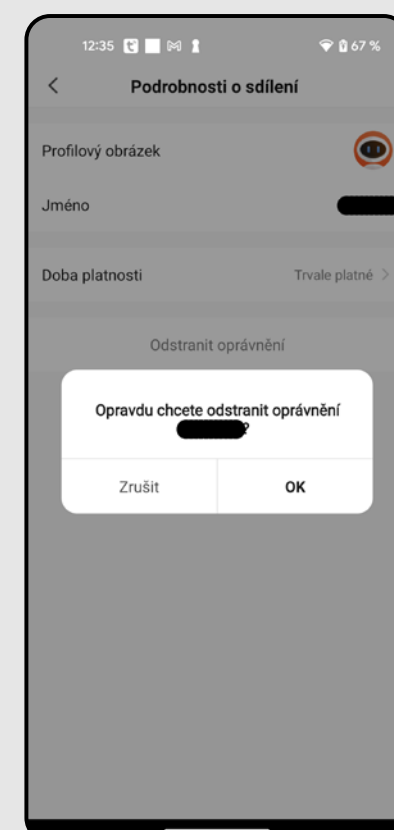 12:35 67 %
Podrobnosti o sdílení
Profilový obrázek
Jméno
Doba platnosti Trvale platné
Odstranit oprávnění
Opravdu chcete odstranit oprávnění
?
Zrušit OK